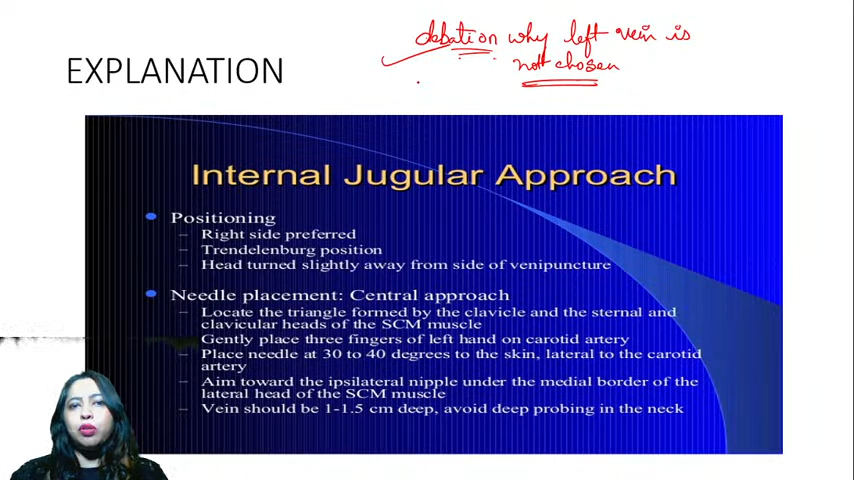 debation why left vein is
not chosen
EXPLANATION
Internal Jugular Approach
Positioning
– Right side preferred
– Trendelenburg position
– Head turned slightly away from side of venipuncture
Needle placement: Central approach
– Locate the triangle formed by the clavicle and the sternal and
clavicular heads of the SCM muscle
– Gently place three fingers of left hand on carotid artery
– Place needle at 30 to 40 degrees to the skin, lateral to the carotid
artery
– Aim toward the ipsilateral nipple under the medial border of the
lateral head of the SCM muscle
– Vein should be 1-1.5 cm deep, avoid deep probing in the neck